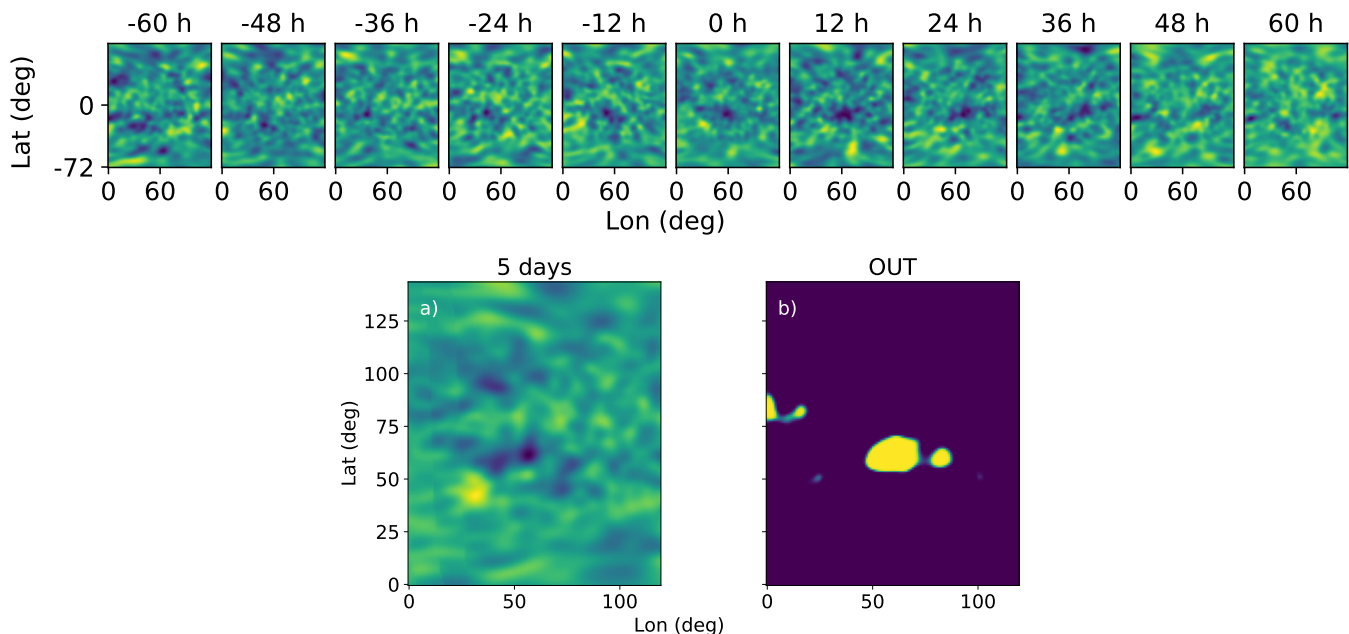 -60 h -48 h -36 h -24 h -12 h 0 h 12 h 24 h 36 h 48 h 60 h
Lat (deg)
0
-72
0 60 0 60 0 60 0 60 0 60 0 60 0 60 0 60 0 60 0 60 0 60
Lon (deg)
5 days OUT
a) b)
125
100
75
50
25
0
Lat (deg)
0 50 100 0 50 100
Lon (deg)